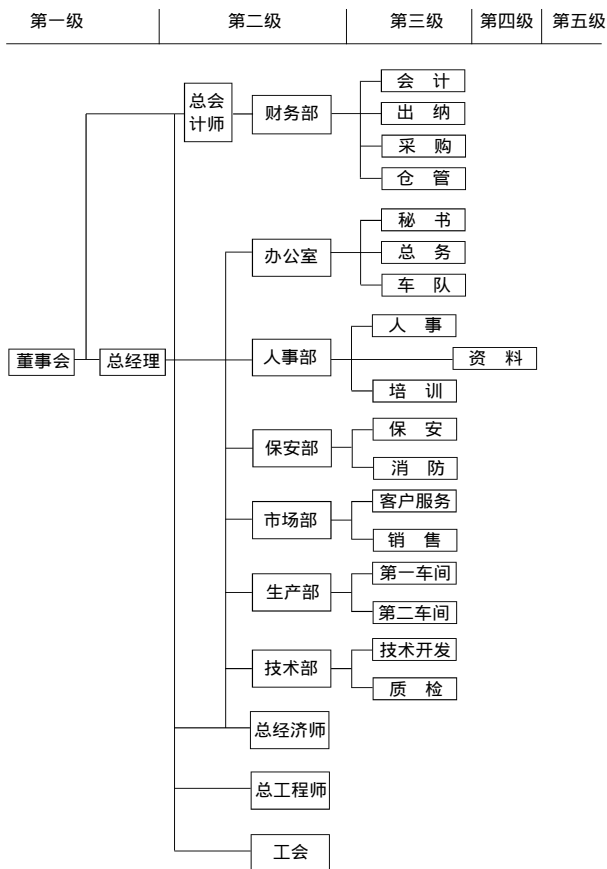 第一级 第二级 第三级 第四级 第五级
总会
计师
财务部
会 计
出 纳
采 购
仓 管
办公室
秘 书
总 务
车 队
董事会
总经理
人事部
人 事
资 料
培 训
保安部
保 安
消 防
市场部
客户服务
销 售
生产部
第一车间
第二车间
技术部
技术开发
质 检
总经济师
总工程师
工会